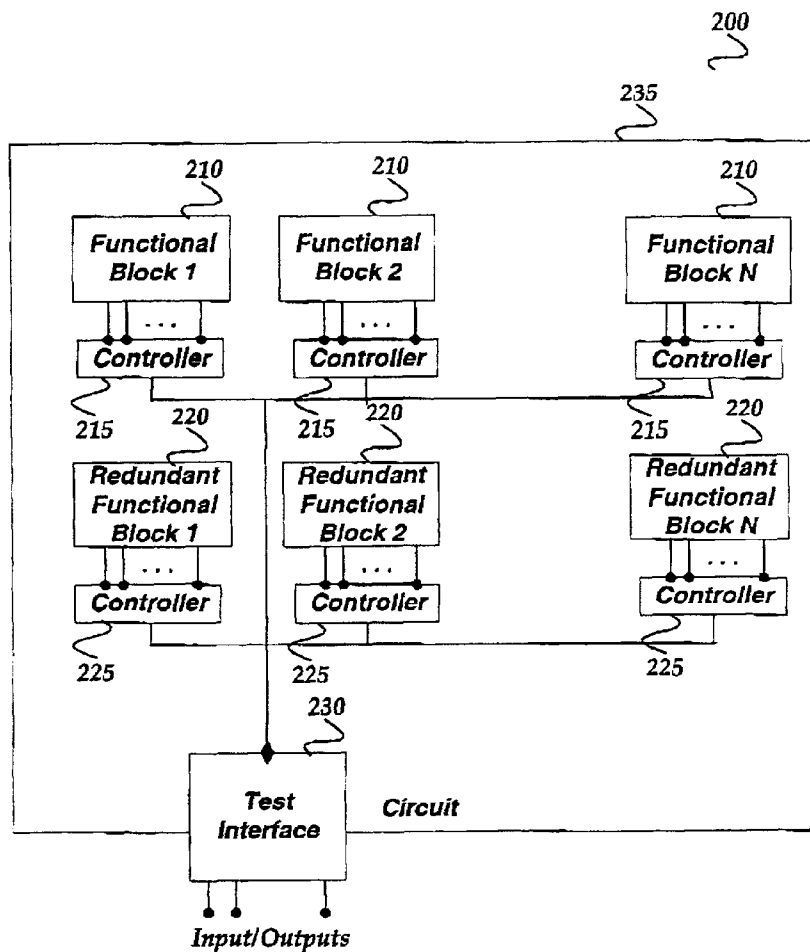 200
235
210
210
210
Functional
Block 1
Functional
Block 2
Functional
Block N
...
...
...
Controller
Controller
Controller
215
215
215
220
220
220
Redundant
Functional
Block 1
Redundant
Functional
Block 2
Redundant
Functional
Block N
...
...
...
Controller
Controller
Controller
225
225
225
230
Test
Interface
Circuit
Input/Outputs